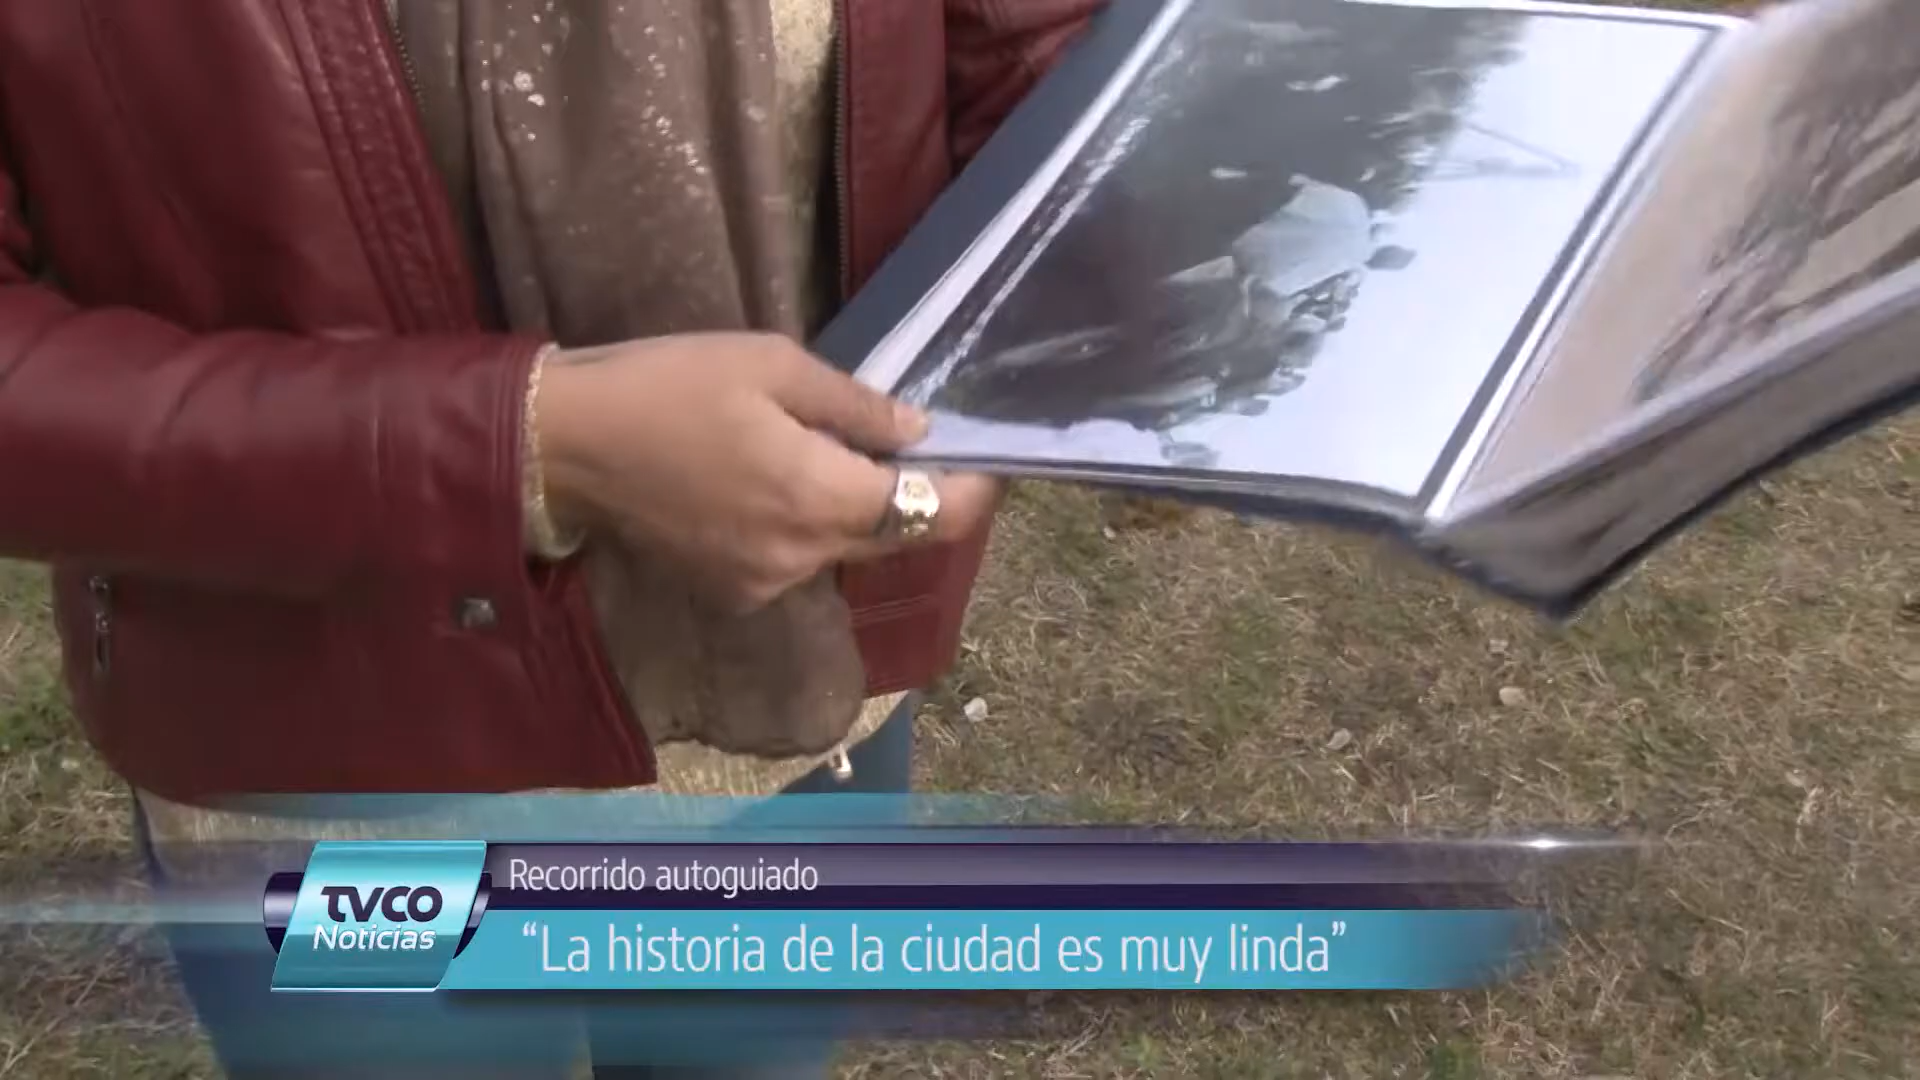 Recorrido autoguiado
TVCO
Noticias
“La historia de la ciudad es muy linda”